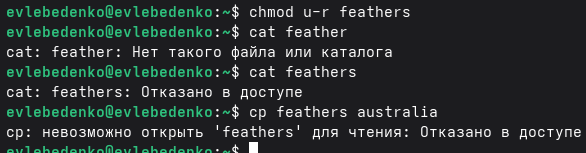 evlebedenko@evlebedenko:~$ chmod u-r feathers
evlebedenko@evlebedenko:~$ cat feather
cat: feather: Нет такого файла или каталога
evlebedenko@evlebedenko:~$ cat feathers
cat: feathers: Отказано в доступе
evlebedenko@evlebedenko:~$ cp feathers australia
cp: невозможно открыть 'feathers' для чтения: Отказано в доступе
evlebedenko@evlebedenko:~$